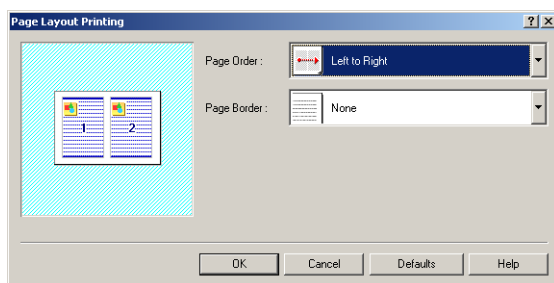 Page Layout Printing
Page Order :
Left to Right
Page Border :
None
1 2
OK Cancel Defaults Help